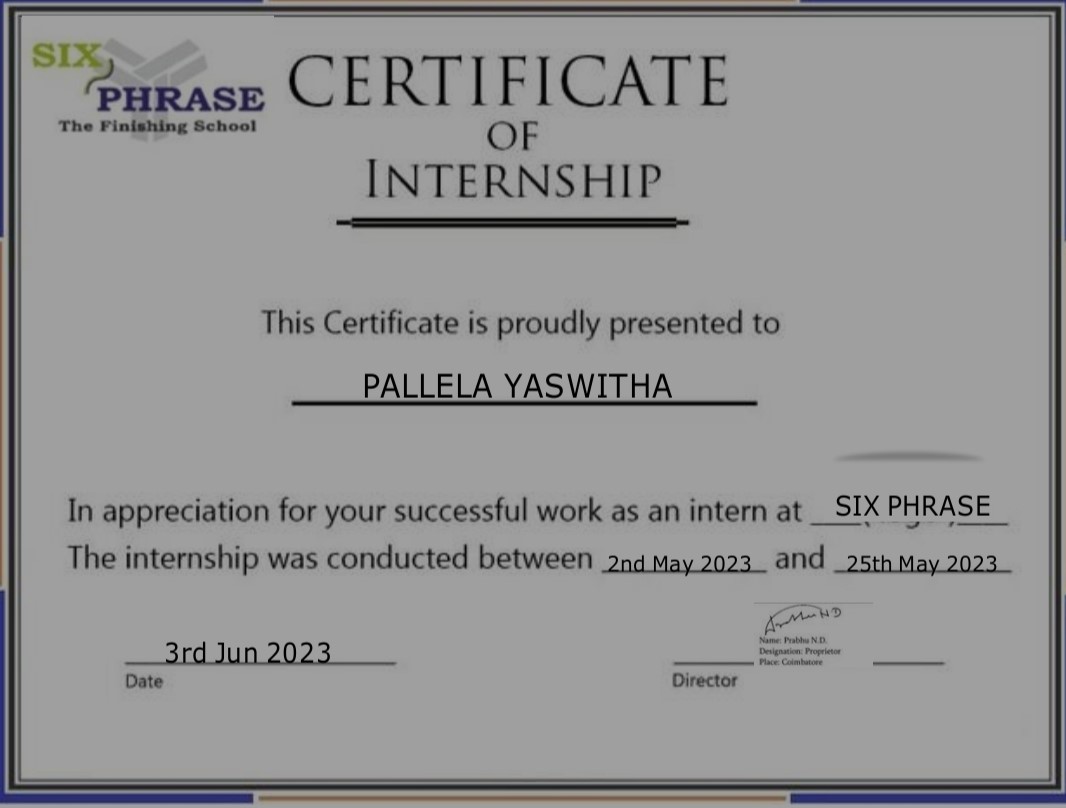 SIX
PHRASE
The Finishing School
CERTIFICATE
OF
INTERNSHIP
This Certificate is proudly presented to
PALLELA YASWITHA
In appreciation for your successful work as an intern at SIX PHRASE
The internship was conducted between 2nd May 2023 and 25th May 2023
3rd Jun 2023
Date
Name: Prabhu N.D.
Designation: Proprietor
Place: Coimbatore
Director